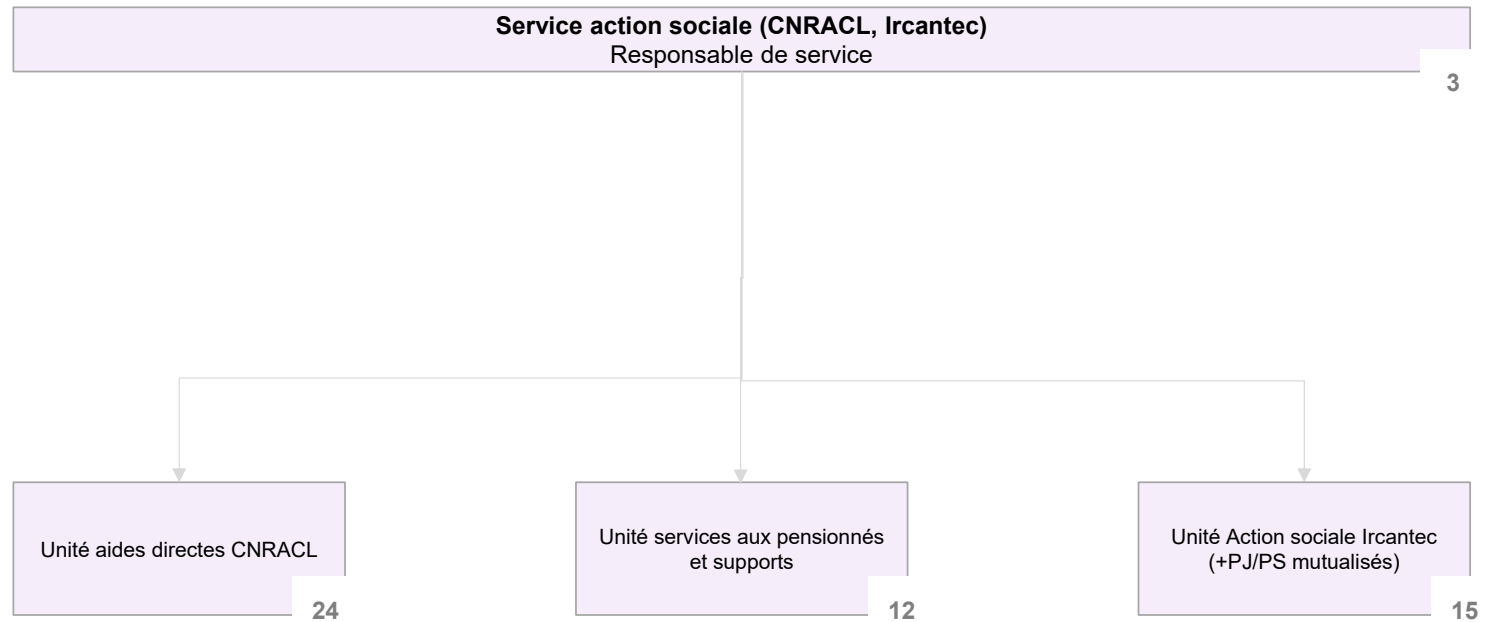 Service action sociale (CNRACL, Ircantec)
Responsable de service
3
Unité aides directes CNRACL
24
Unité services aux pensionnés
et supports
12
Unité Action sociale Ircantec
(+PJ/PS mutualisés)
15